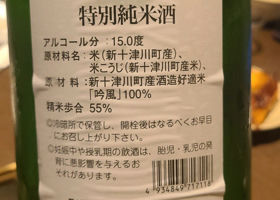 特別純米酒
アルコール分：15.0度
原材料名：米（新十津川町産）、
米こうじ（新十津川町産米）、
原　料　米：新十津川町産酒造好適米
「吟風」100%
精米歩合 55%
◎冷暗所で保管し、開栓後はなるべくお早目
にお召し上がり下さい。
◎妊娠中や授乳期の飲酒は、胎児・乳児の発
育に悪影響を与えるおそ
それがあります。
4 934849 717116